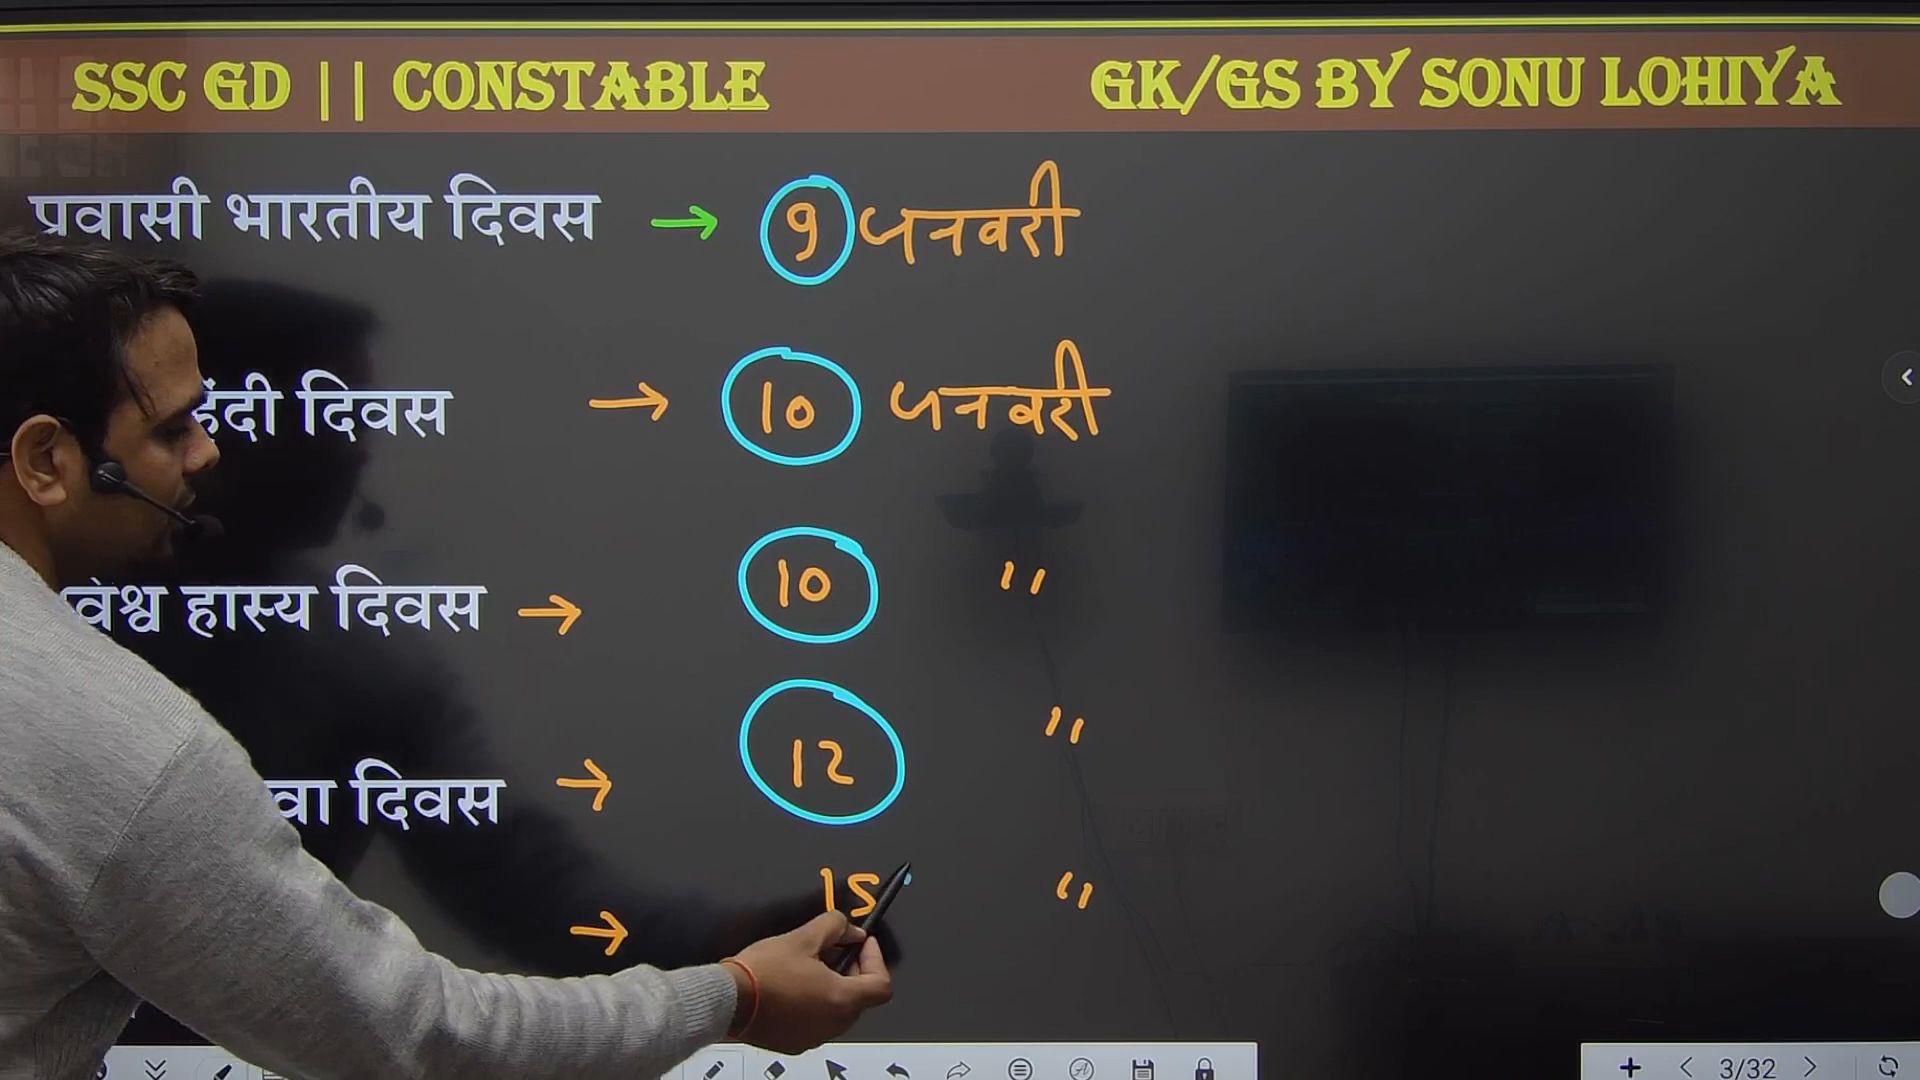 SSC GD || CONSTABLE GK/GS BY SONU LOHIYA
प्रवासी भारतीय दिवस → 9 जनवरी
हिंदी दिवस → 10 जनवरी
विश्व हास्य दिवस → 10 "
दिवस → 12 "
→ 15 "
3/32